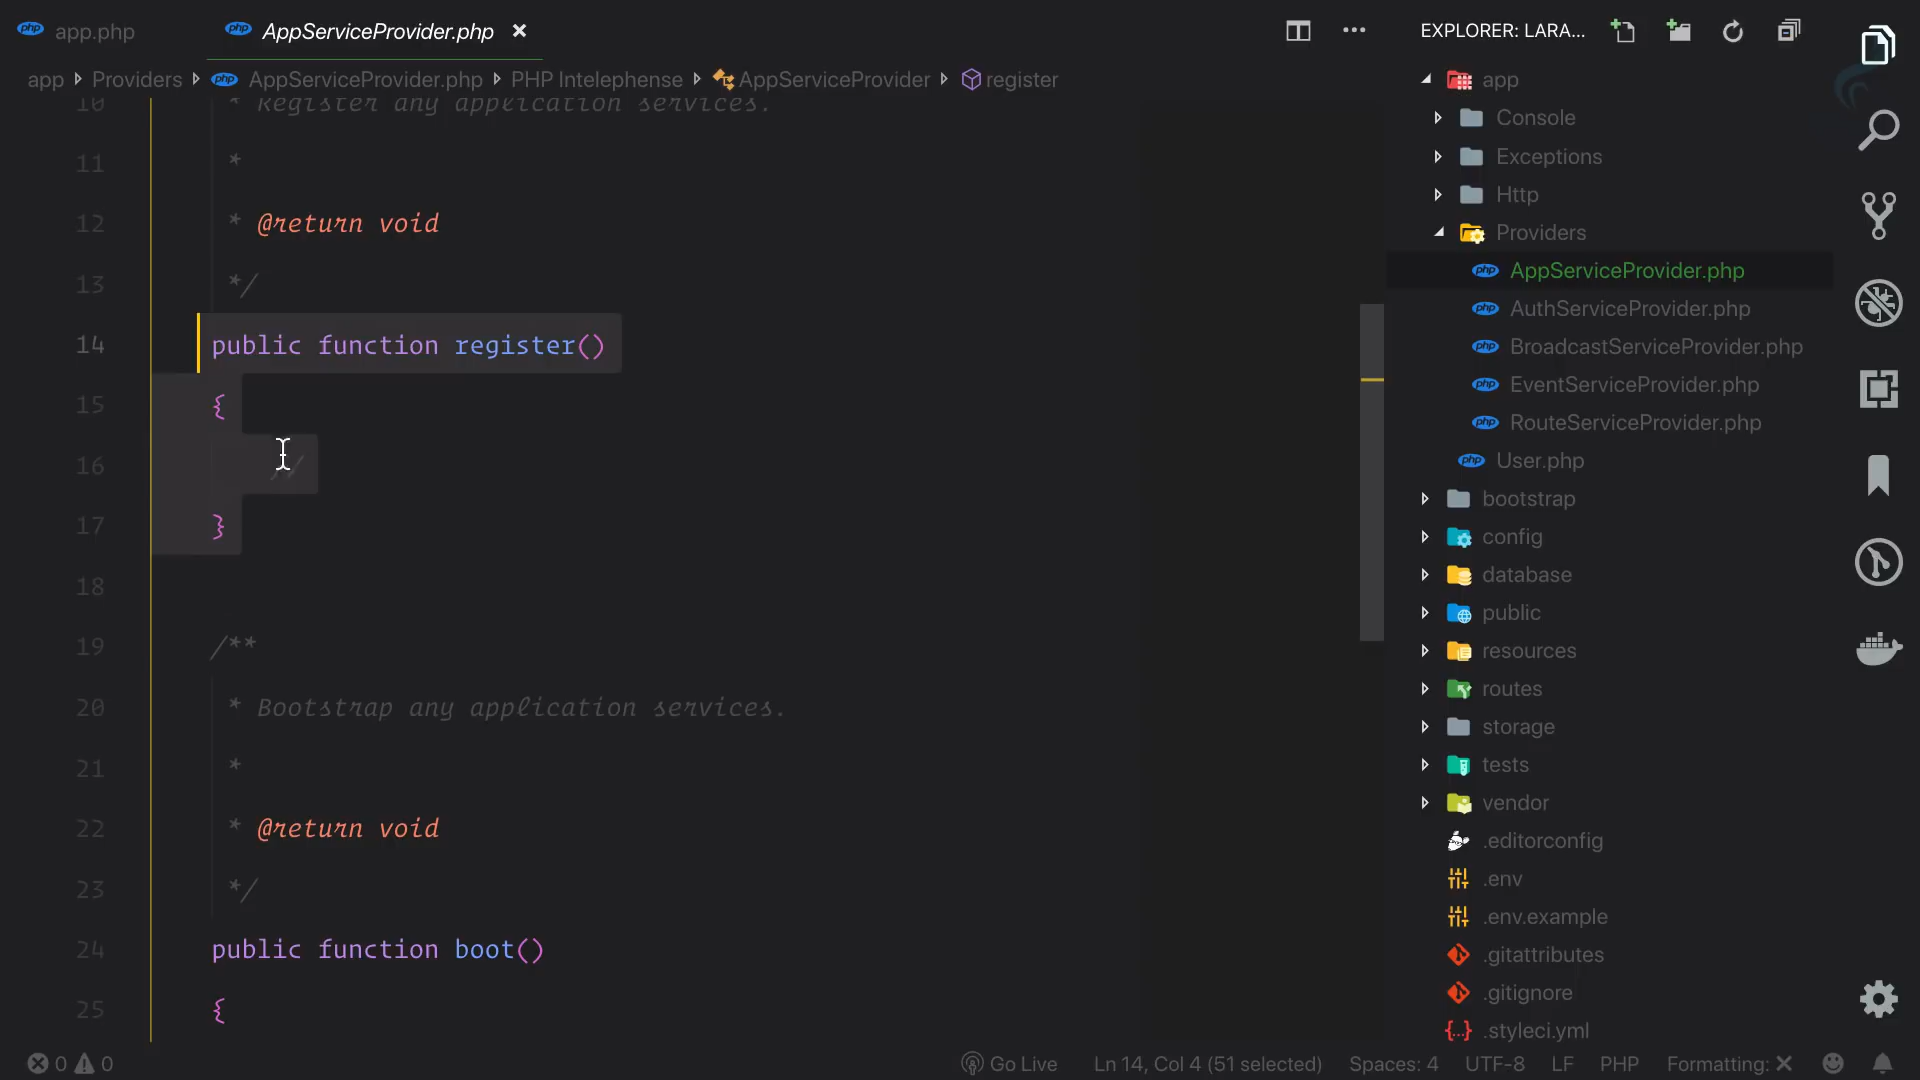 app.php
AppServiceProvider.php
EXPLORER: LARA...
app Providers AppServiceProvider.php PHP Intelephense AppServiceProvider register
10 * Register any application services.
11 *
12 * @return void
13 */
14 public function register()
15 {
16 //
17 }
18
19 /**
20 * Bootstrap any application services.
21 *
22 * @return void
23 */
24 public function boot()
25 {
app
Console
Exceptions
Http
Providers
AppServiceProvider.php
AuthServiceProvider.php
BroadcastServiceProvider.php
EventServiceProvider.php
RouteServiceProvider.php
User.php
bootstrap
config
database
public
resources
routes
storage
tests
vendor
.editorconfig
.env
.env.example
.gitattributes
.gitignore
.styleci.yml
0 0 Go Live Ln 14, Col 4 (51 selected) Spaces: 4 UTF-8 LF PHP Formatting: ✕